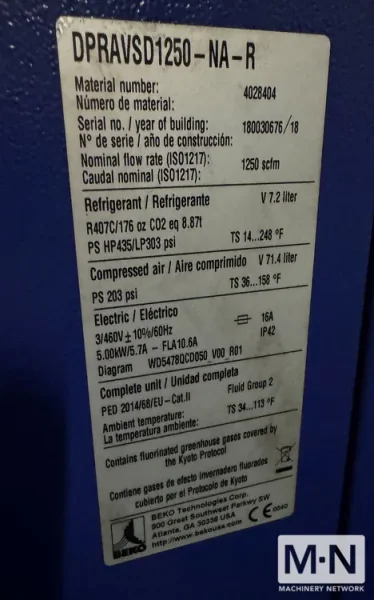 DPRAVSD1250-NA-R
Material number: 4028404
Número de material:
Serial no. / year of building: 180030676/18
Nº de serie / año de construcción:
Nominal flow rate (ISO1217): 1250 scfm
Caudal nominal (ISO1217):
Refrigerant / Refrigerante V 7.2 liter
R407C/176 oz CO2 eq 8.87t
PS HP435/LP303 psi TS 14...248 °F
Compressed air / Aire comprimido V 71.4 liter
PS 203 psi TS 36...158 °F
Electric / Eléctrico 16A
3/460V±10%/60Hz IP42
5.00kW/5.7A - FLA10.6A
Diagram WD5478QCD050_V00_R01
Complete unit / Unidad completa
PED 2014/68/EU-Cat.II Fluid Group 2
Ambient temperature: TS 34...113 °F
La temperatura ambiente:
Contains fluorinated greenhouse gases covered by
the Kyoto Protocol
Contiene gases de efecto invernadero fluorados
cubierto por el Protocolo de Kyoto
BEKO Technologies Corp.
900 Great Southwest Parkway SW
Atlanta, GA 30336 USA
http://www.bekousa.com
CE 0040
BEKO
M·N
MACHINERY NETWORK